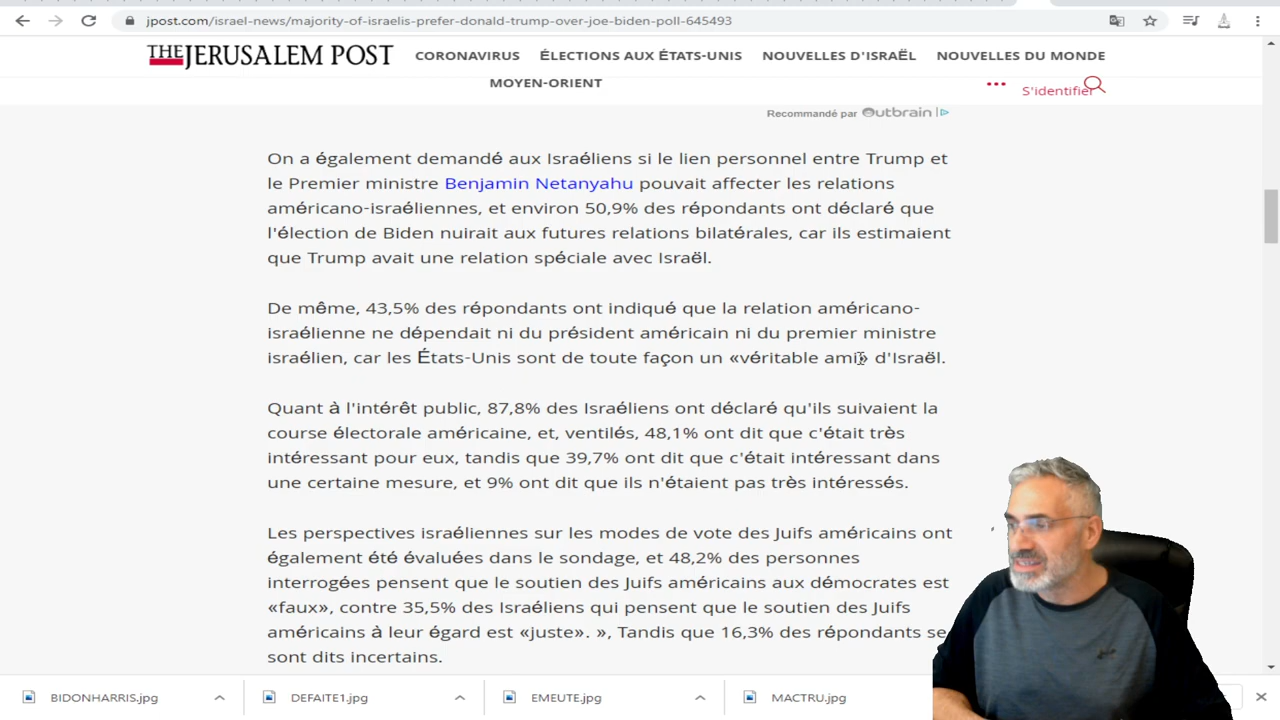 jpost.com/israel-news/majority-of-israelis-prefer-donald-trump-over-joe-biden-poll-645493
THE JERUSALEM POST
CORONAVIRUS ÉLECTIONS AUX ÉTATS-UNIS NOUVELLES D'ISRAËL NOUVELLES DU MONDE
MOYEN-ORIENT
S'identifier
Recommandé par Outbrain
On a également demandé aux Israéliens si le lien personnel entre Trump et
le Premier ministre Benjamin Netanyahu pouvait affecter les relations
américano-israéliennes, et environ 50,9% des répondants ont déclaré que
l'élection de Biden nuirait aux futures relations bilatérales, car ils estimaient
que Trump avait une relation spéciale avec Israël.
De même, 43,5% des répondants ont indiqué que la relation américano-
israélienne ne dépendait ni du président américain ni du premier ministre
israélien, car les États-Unis sont de toute façon un «véritable ami» d'Israël.
Quant à l'intérêt public, 87,8% des Israéliens ont déclaré qu'ils suivaient la
course électorale américaine, et, ventilés, 48,1% ont dit que c'était très
intéressant pour eux, tandis que 39,7% ont dit que c'était intéressant dans
une certaine mesure, et 9% ont dit que ils n'étaient pas très intéressés.
Les perspectives israéliennes sur les modes de vote des Juifs américains ont
également été évaluées dans le sondage, et 48,2% des personnes
interrogées pensent que le soutien des Juifs américains aux démocrates est
«faux», contre 35,5% des Israéliens qui pensent que le soutien des Juifs
américains à leur égard est «juste». », Tandis que 16,3% des répondants se
sont dits incertains.
BIDONHARRIS.jpg DEFAITE1.jpg EMEUTE.jpg MACTRU.jpg